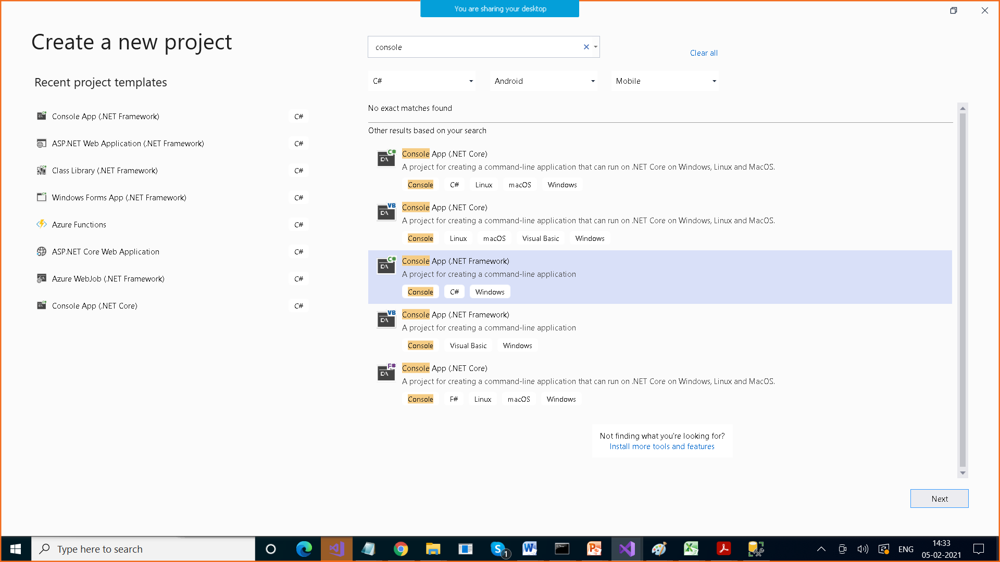 You are sharing your desktop
Create a new project
console
Clear all
C#
Android
Mobile
Recent project templates
Console App (.NET Framework) C#
ASP.NET Web Application (.NET Framework) C#
Class Library (.NET Framework) C#
Windows Forms App (.NET Framework) C#
Azure Functions C#
ASP.NET Core Web Application C#
Azure WebJob (.NET Framework) C#
Console App (.NET Core) C#
No exact matches found
Other results based on your search
C#
Console App (.NET Core)
A project for creating a command-line application that can run on .NET Core on Windows, Linux and MacOS.
Console C# Linux macOS Windows
VB
Console App (.NET Core)
A project for creating a command-line application that can run on .NET Core on Windows, Linux and MacOS.
Console Linux macOS Visual Basic Windows
C#
Console App (.NET Framework)
A project for creating a command-line application
Console C# Windows
VB
Console App (.NET Framework)
A project for creating a command-line application
Console Visual Basic Windows
F#
Console App (.NET Core)
A project for creating a command-line application that can run on .NET Core on Windows, Linux and MacOS.
Console F# Linux macOS Windows
Not finding what you're looking for?
Install more tools and features
Next
Type here to search
1
ENG
14:33
05-02-2021